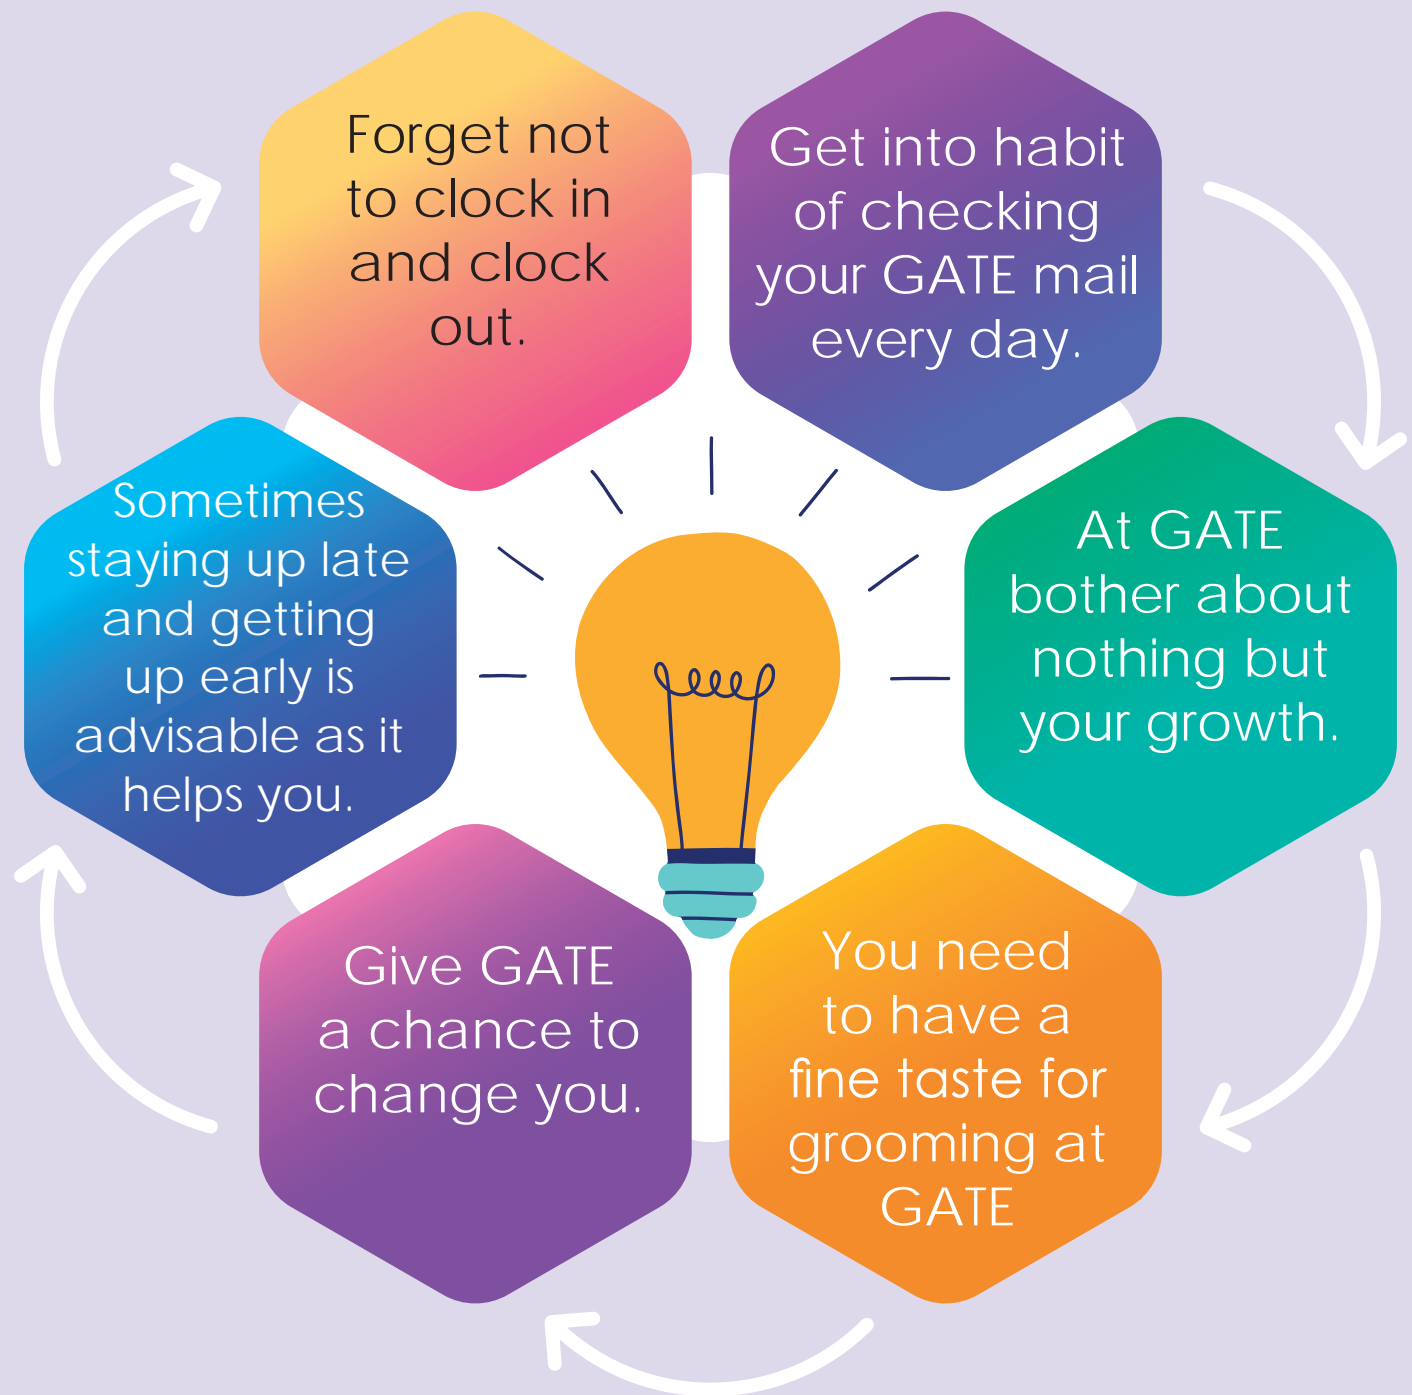 Forget not
to clock in
and clock
out.
Get into habit
of checking
your GATE mail
every day.
At GATE
bother about
nothing but
your growth.
You need
to have a
fine taste for
grooming at
GATE
Give GATE
a chance to
change you.
Sometimes
staying up late
and getting
up early is
advisable as it
helps you.